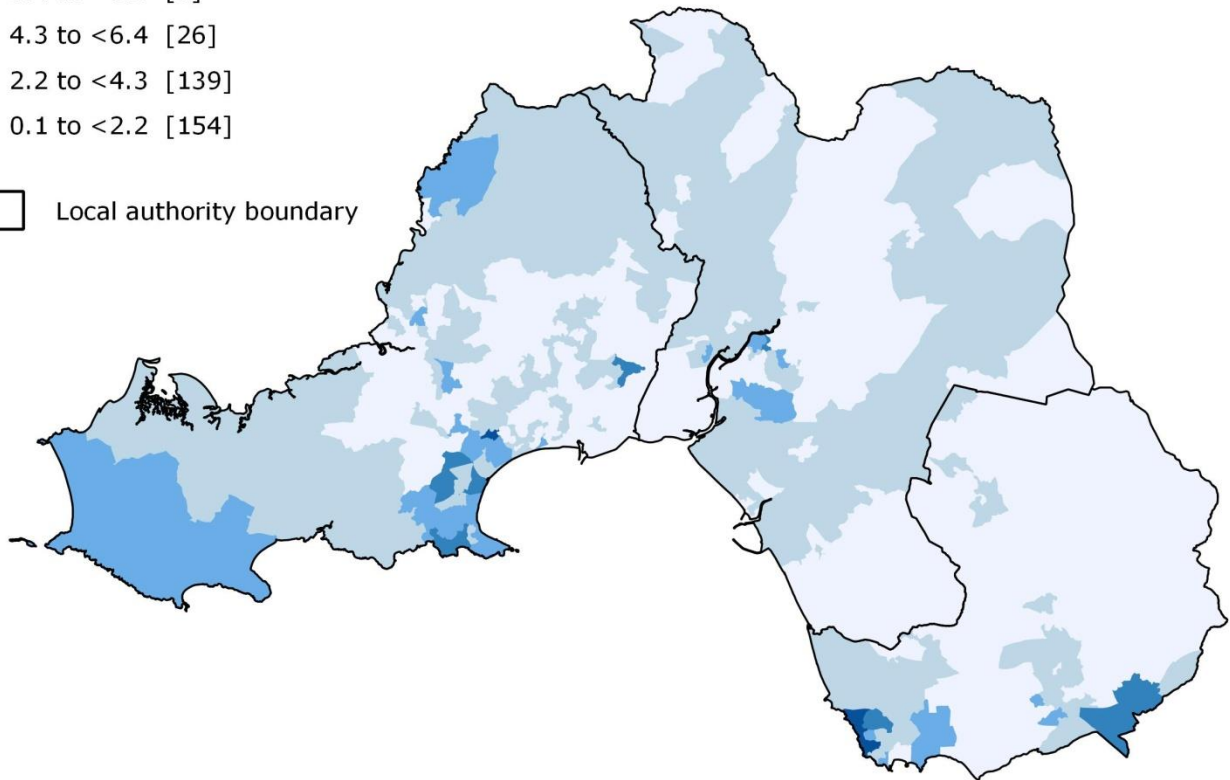 4.3 to <6.4 [26]
2.2 to <4.3 [139]
0.1 to <2.2 [154]
Local authority boundary